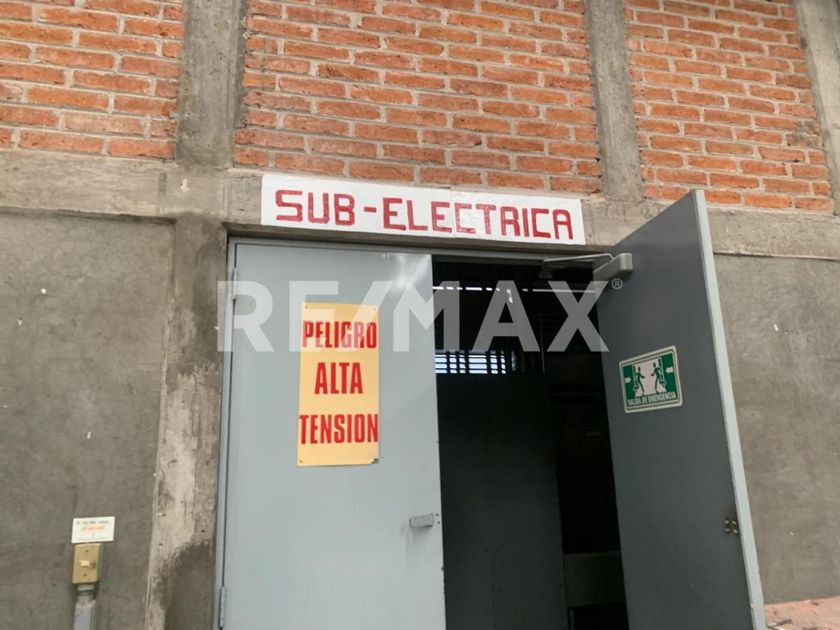 SUB-ELECTRICA
RE/MAX®
PELIGRO
ALTA
TENSION
SALIDA DE EMERGENCIA